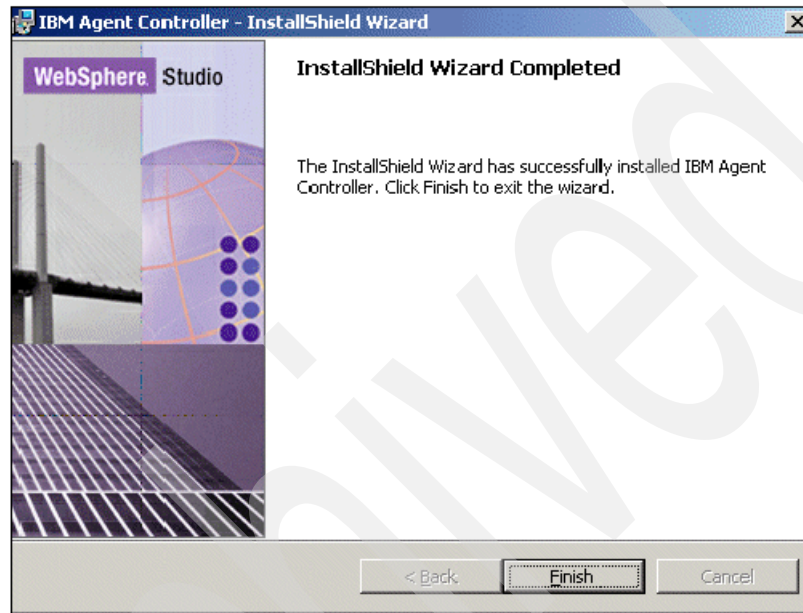 IBM Agent Controller - InstallShield Wizard
WebSphere Studio
InstallShield Wizard Completed
The InstallShield Wizard has successfully installed IBM Agent
Controller. Click Finish to exit the wizard.
< Back
Finish
Cancel